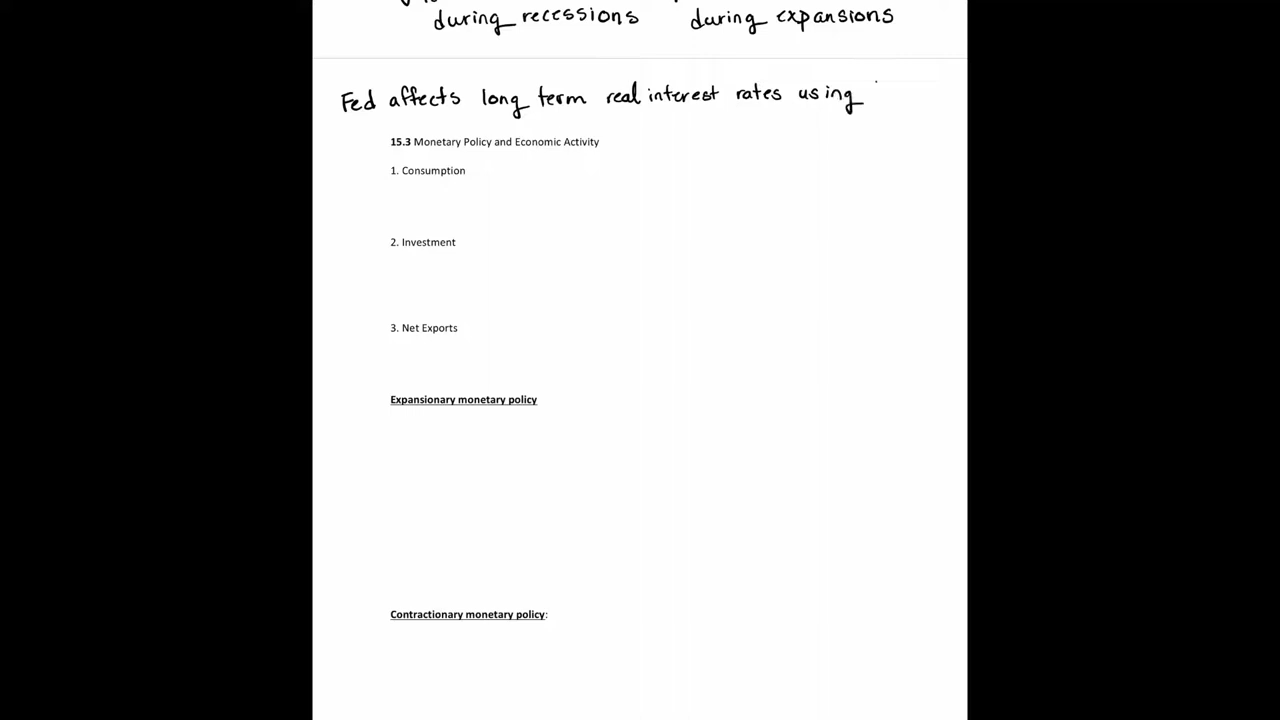 during recessions during expansions
Fed affects long term real interest rates using
15.3 Monetary Policy and Economic Activity
1. Consumption
2. Investment
3. Net Exports
Expansionary monetary policy
Contractionary monetary policy: